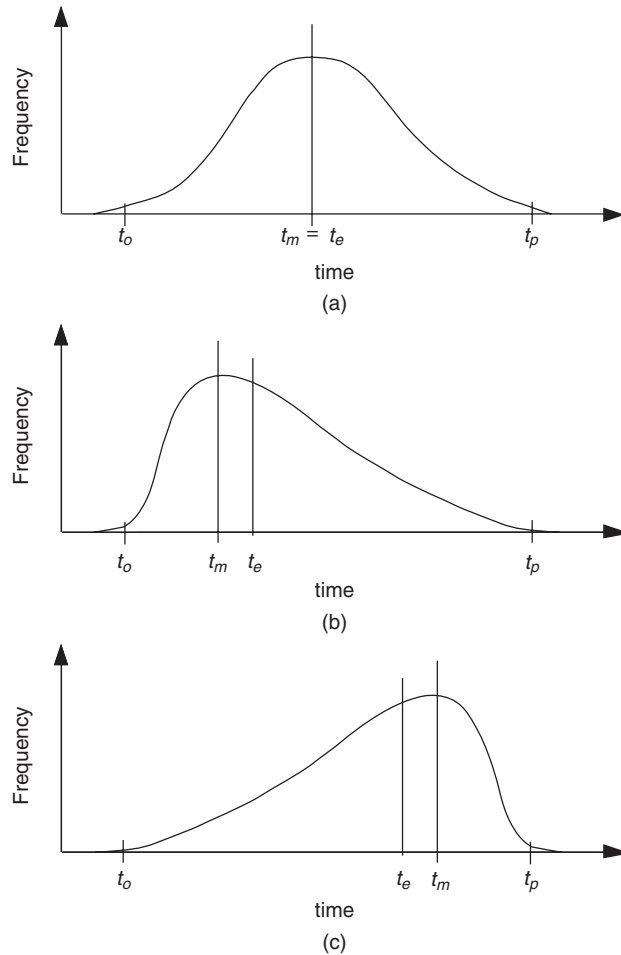 Frequency
t_o
t_m = t_e
t_p
time
(a)
Frequency
t_o
t_m
t_e
t_p
time
(b)
Frequency
t_o
t_e
t_m
t_p
time
(c)